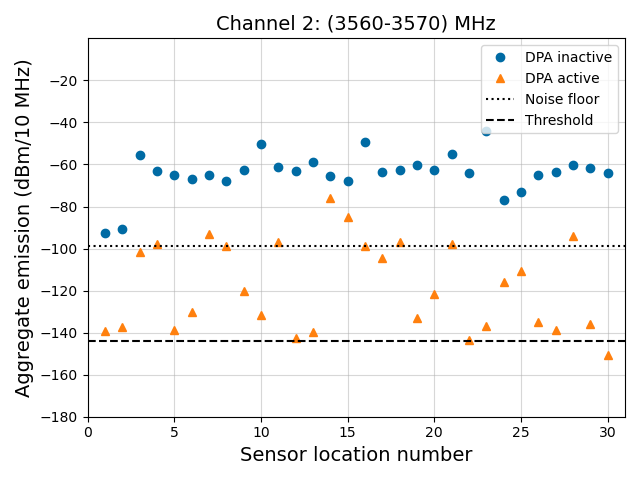 Channel 2: (3560-3570) MHz
DPA inactive
DPA active
Noise floor
Threshold
Aggregate emission (dBm/10 MHz)
−20
−40
−60
−80
−100
−120
−140
−160
−180
0 5 10 15 20 25 30
Sensor location number